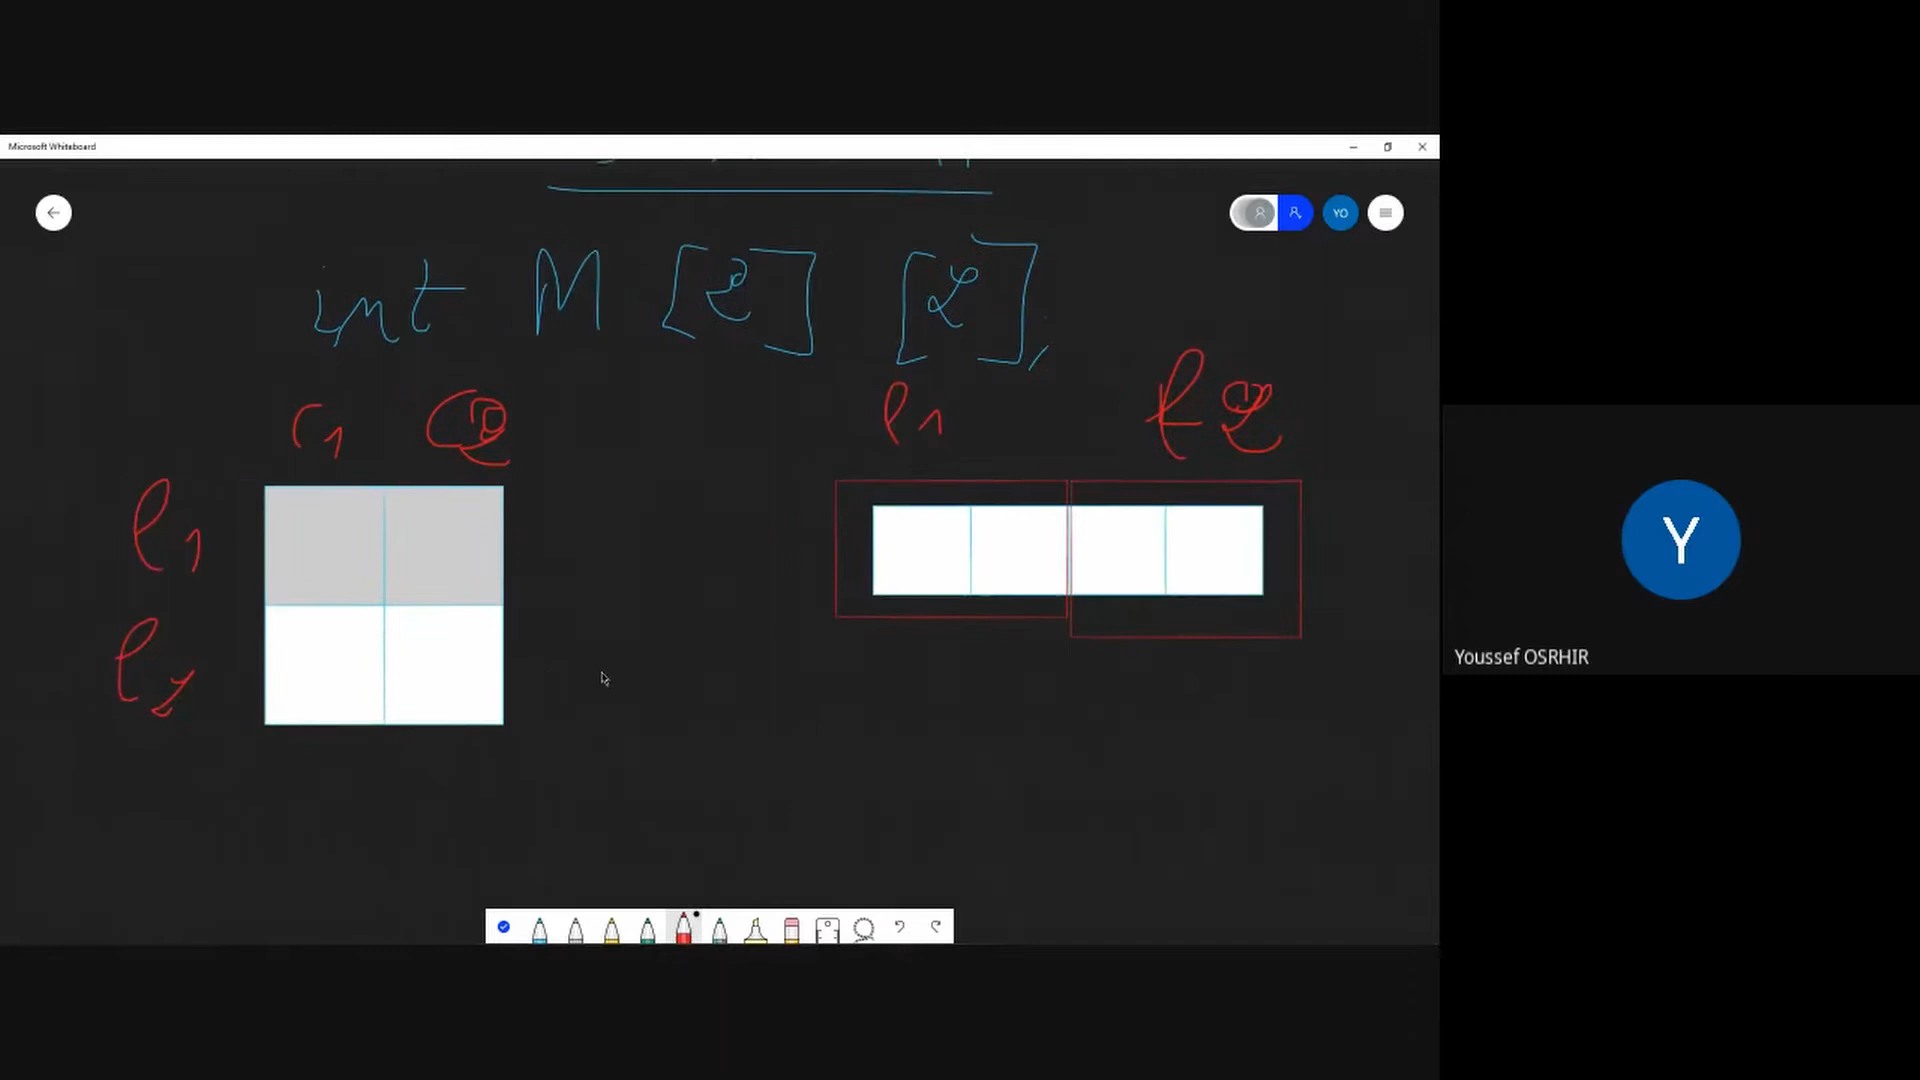 Microsoft Whiteboard
YO
int M [2] [2];
c1 c2
l1 l2
l1
l2
Y
Youssef OSRHIR